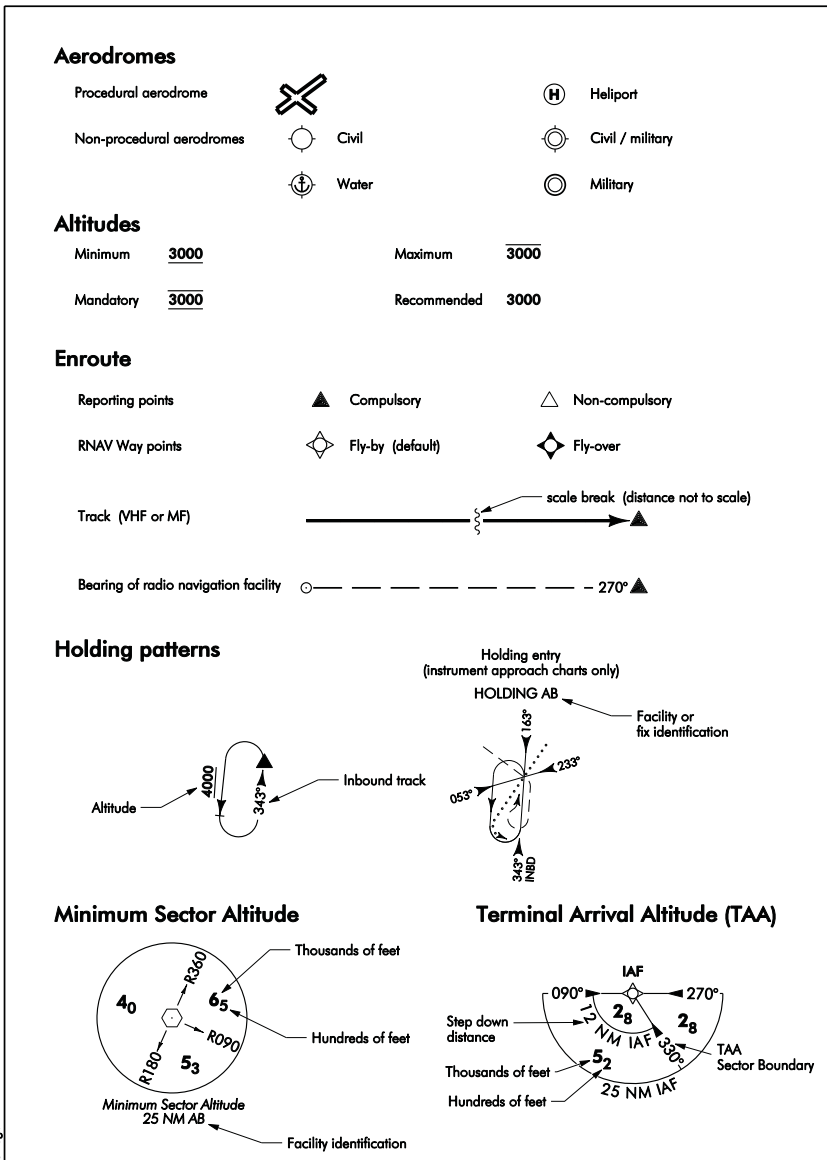 Aerodromes
Procedural aerodrome
H Heliport
Non-procedural aerodromes Civil Civil / military
Water Military
Altitudes
Minimum 3000 Maximum 3000
Mandatory 3000 Recommended 3000
Enroute
Reporting points Compulsory Non-compulsory
RNAV Way points Fly-by (default) Fly-over
scale break (distance not to scale)
Track (VHF or MF)
Bearing of radio navigation facility 270°
Holding patterns
Holding entry
(instrument approach charts only)
HOLDING AB
Facility or
fix identification
163°
233°
053°
343°
INBD
4000
343°
Inbound track
Altitude
Minimum Sector Altitude
Thousands of feet
R360
40
65
Hundreds of feet
R090
R180
53
Minimum Sector Altitude
25 NM AB
Facility identification
Terminal Arrival Altitude (TAA)
IAF
090° 270°
28
28
Step down
distance
12 NM IAF
330°
TAA
Sector Boundary
52
Thousands of feet
Hundreds of feet
25 NM IAF